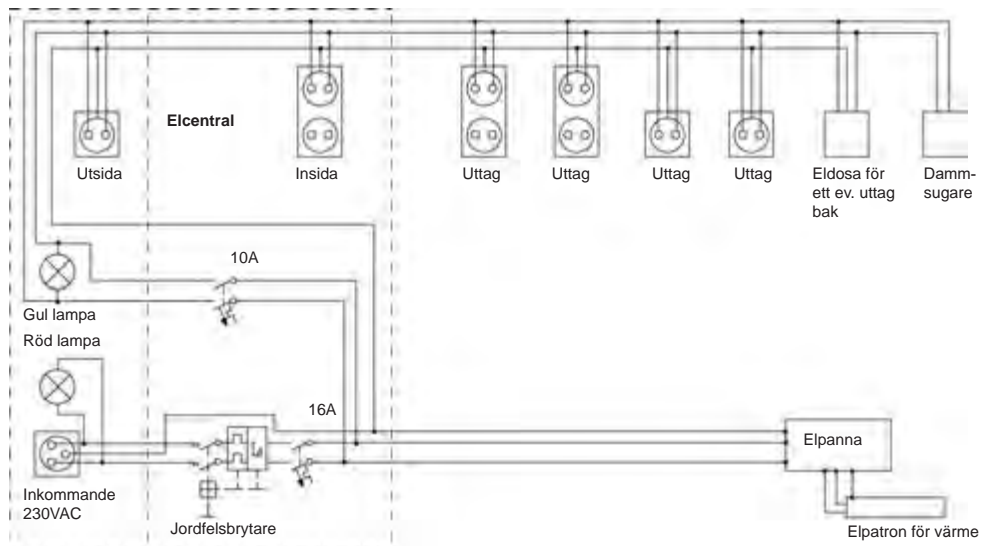 Elcentral
Utsida
Insida
Uttag
Uttag
Uttag
Uttag
Eldosa för
ett ev. uttag
bak
Damm-
sugare
10A
Gul lampa
Röd lampa
16A
Elpanna
Inkommande
230VAC
Jordfelsbrytare
Elpatron för värme